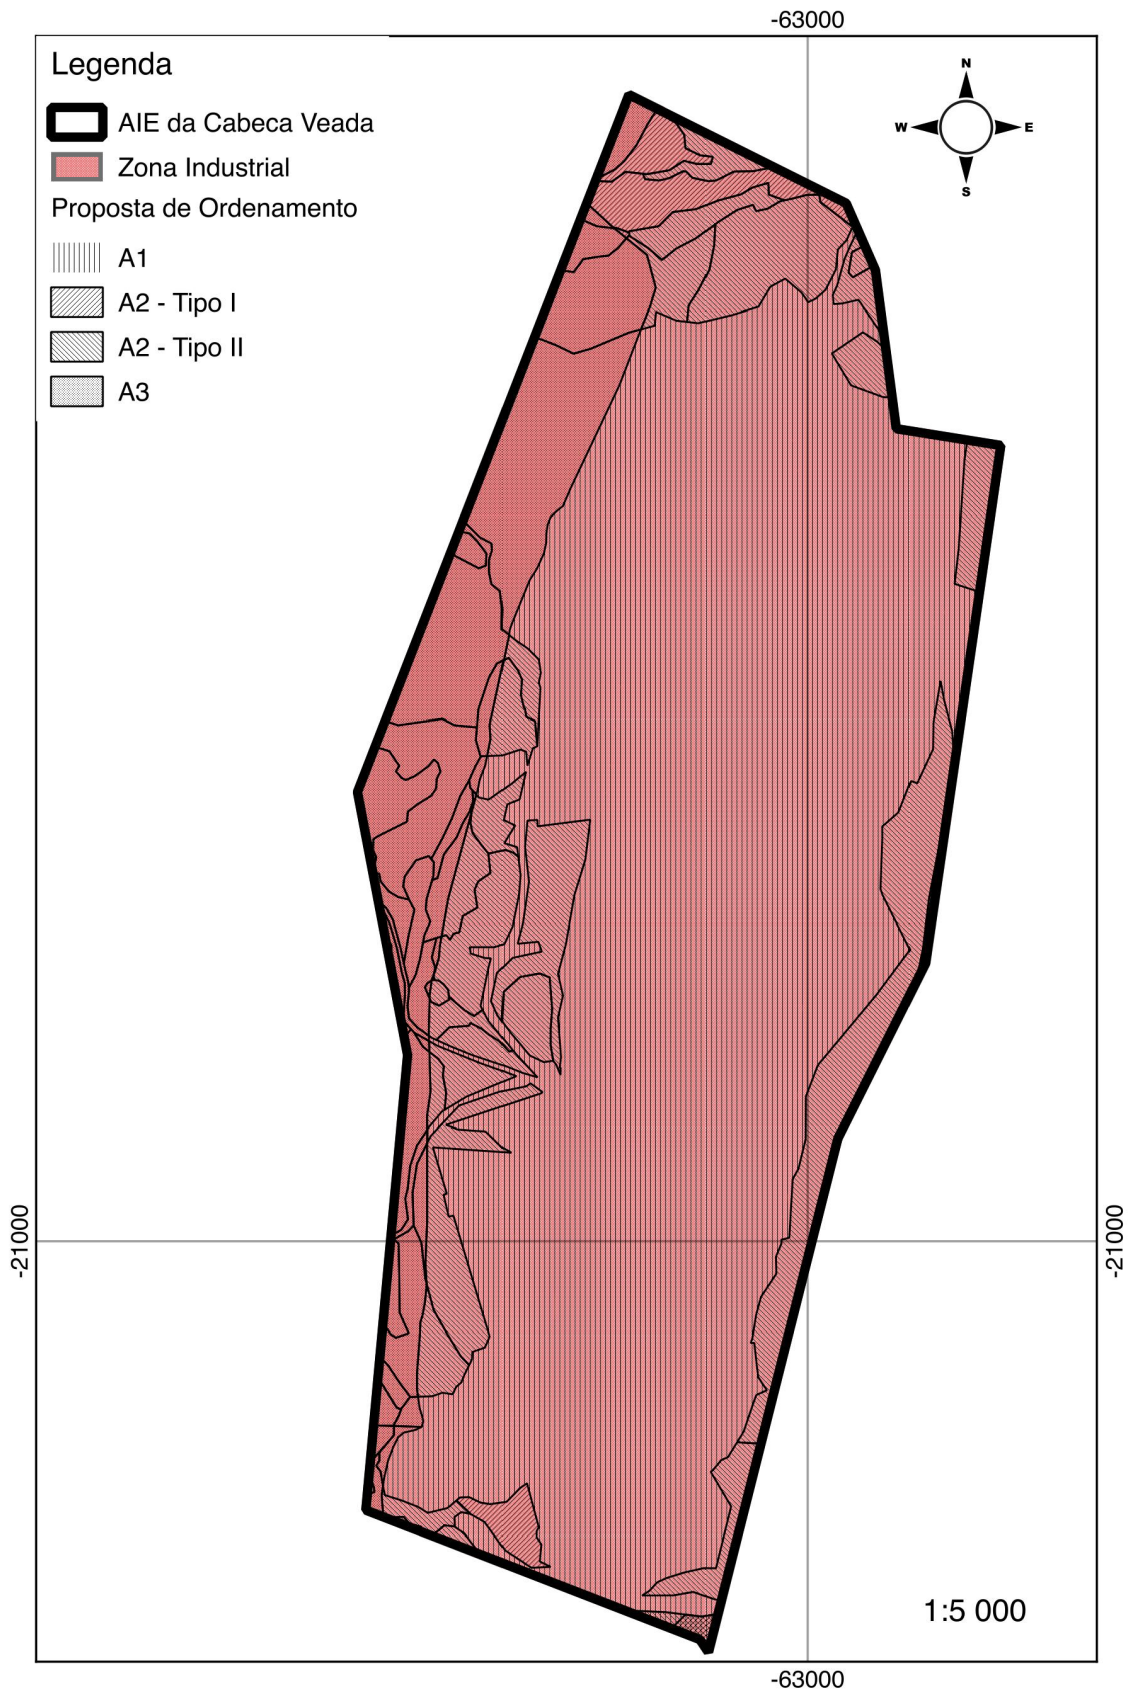 -63000
Legenda
AIE da Cabeca Veada
Zona Industrial
Proposta de Ordenamento
A1
A2 - Tipo I
A2 - Tipo II
A3
N
W
E
S
-21000
-21000
1:5 000
-63000